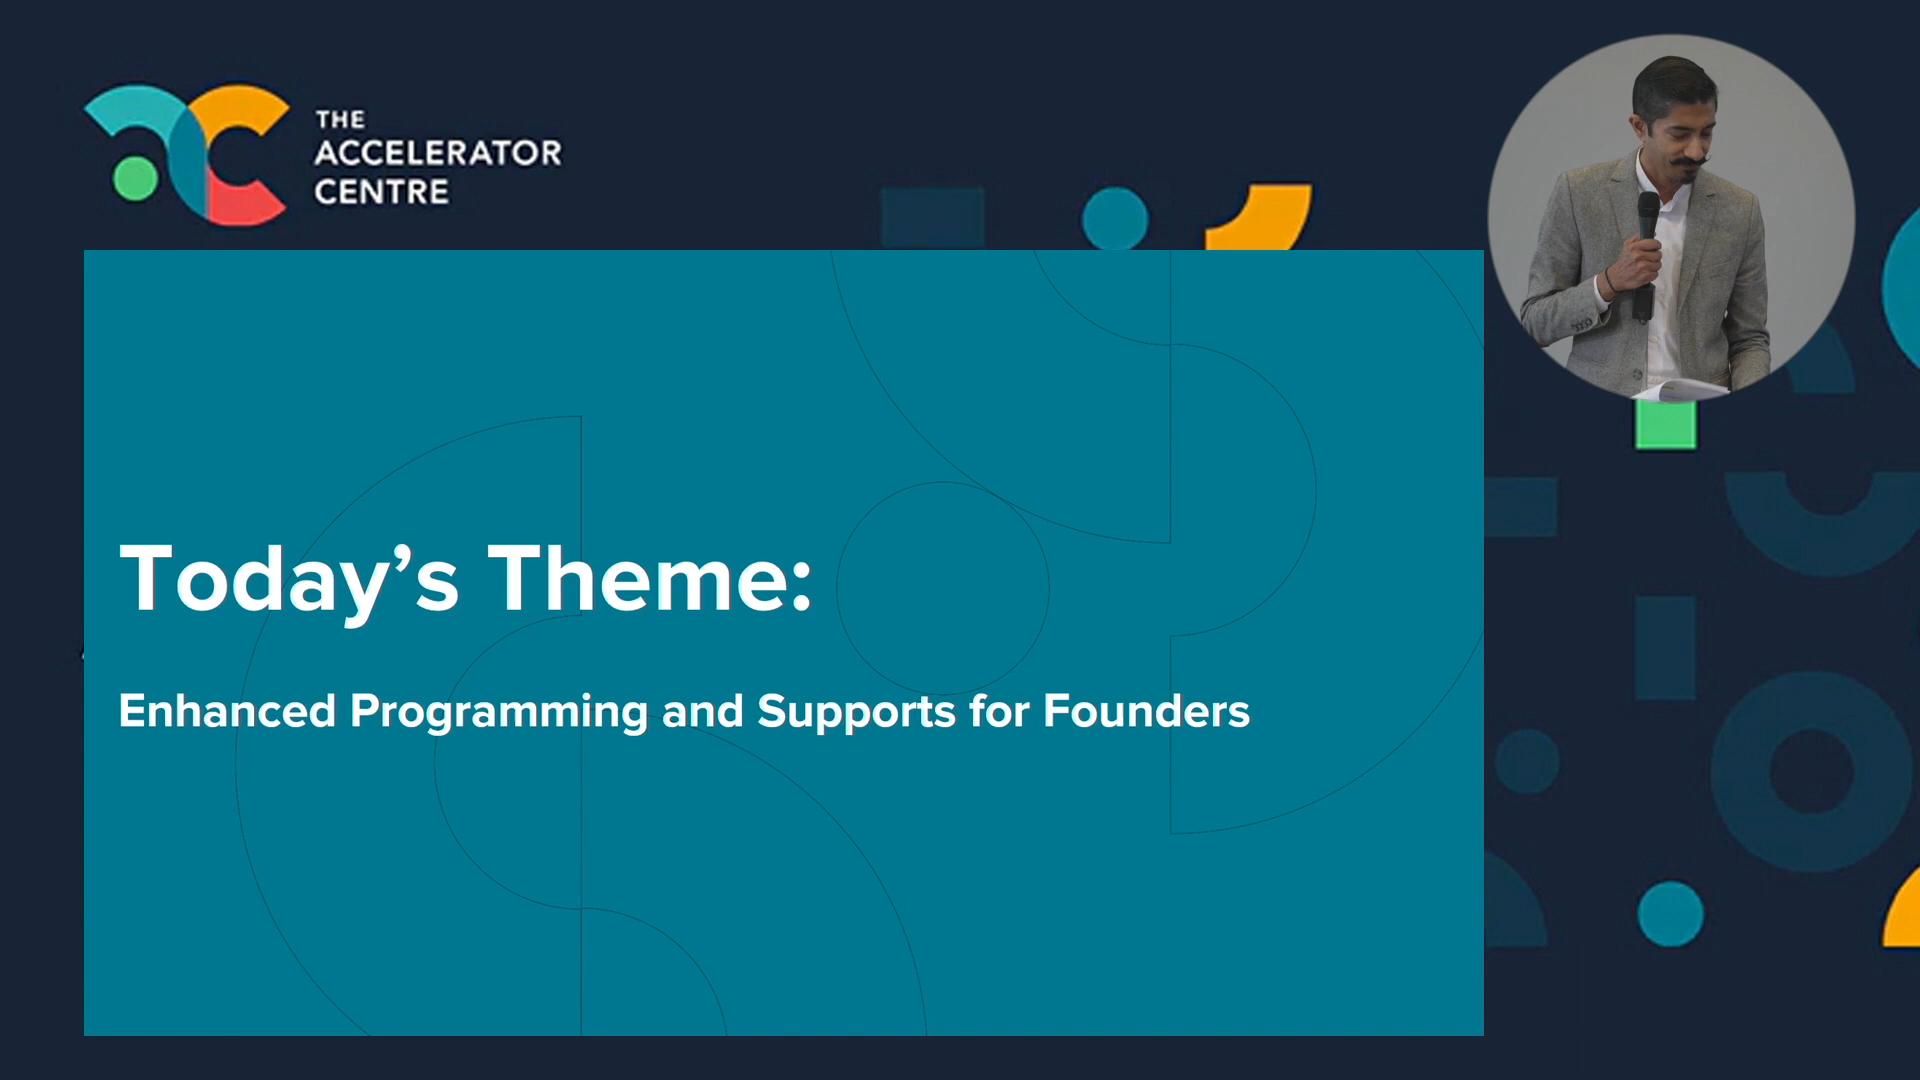 THE
ACCELERATOR
CENTRE
Today’s Theme:
Enhanced Programming and Supports for Founders